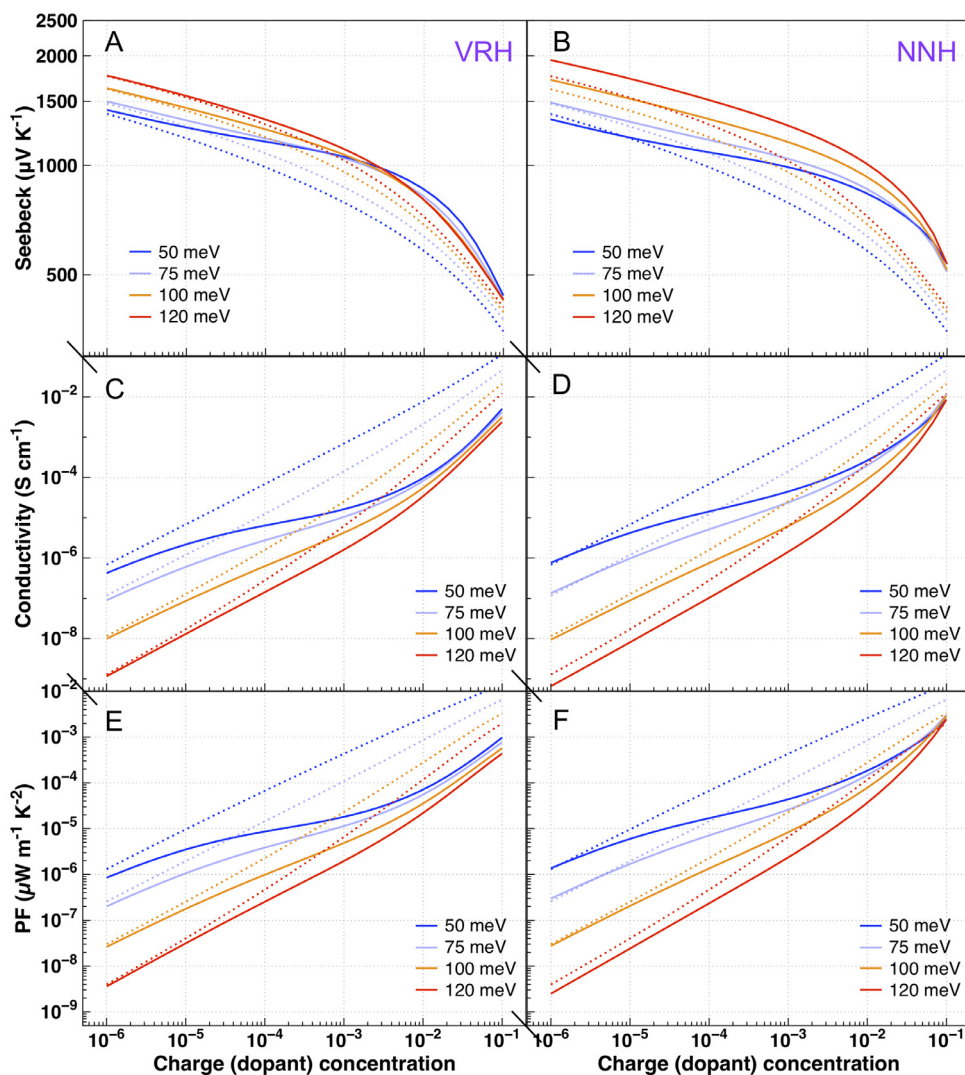 A
VRH
B
NNH
Seebeck (µV K⁻¹)
2500
2000
1500
1000
500
50 meV
75 meV
100 meV
120 meV
50 meV
75 meV
100 meV
120 meV
C
D
Conductivity (S cm⁻¹)
10⁻²
10⁻⁴
10⁻⁶
10⁻⁸
50 meV
75 meV
100 meV
120 meV
50 meV
75 meV
100 meV
120 meV
E
F
PF (µW m⁻¹ K⁻²)
10⁻²
10⁻³
10⁻⁴
10⁻⁵
10⁻⁶
10⁻⁷
10⁻⁸
10⁻⁹
50 meV
75 meV
100 meV
120 meV
50 meV
75 meV
100 meV
120 meV
10⁻⁶ 10⁻⁵ 10⁻⁴ 10⁻³ 10⁻² 10⁻¹
10⁻⁶ 10⁻⁵ 10⁻⁴ 10⁻³ 10⁻² 10⁻¹
Charge (dopant) concentration
Charge (dopant) concentration